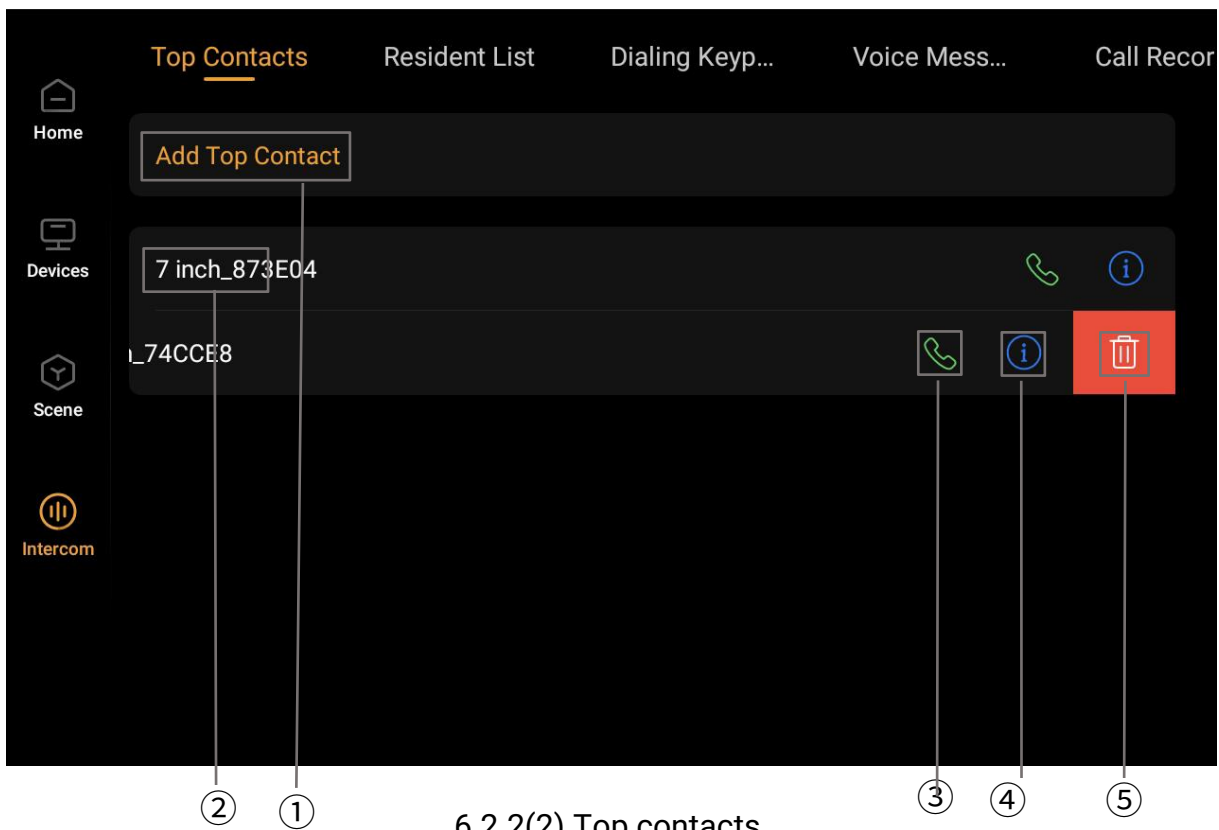 Top Contacts Resident List Dialing Keyp... Voice Mess... Call Recor
Home
Add Top Contact
Devices
7 inch_873E04
_74CCE8
Scene
Intercom
② ① ③ ④ ⑤
6.2.2(2) Top contacts